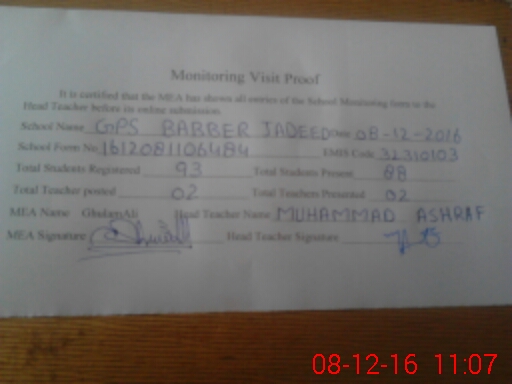 Monitoring Visit Proof
It is certified that the MEA has shown all entries of the School Monitoring form to the
Head Teacher before its online submission
School Name GPS BABBER JADEED Date 08-12-2016
School Form No 1612081106484 EMIS Code 32310103
Total Students Registered 93 Total Students Present 88
Total Teacher posted 02 Total Teachers Presented 02
MEA Name GhulamAli Head Teacher Name MUHAMMAD ASHRAF
MEA Signature Head Teacher Signature
08-12-16 11:07